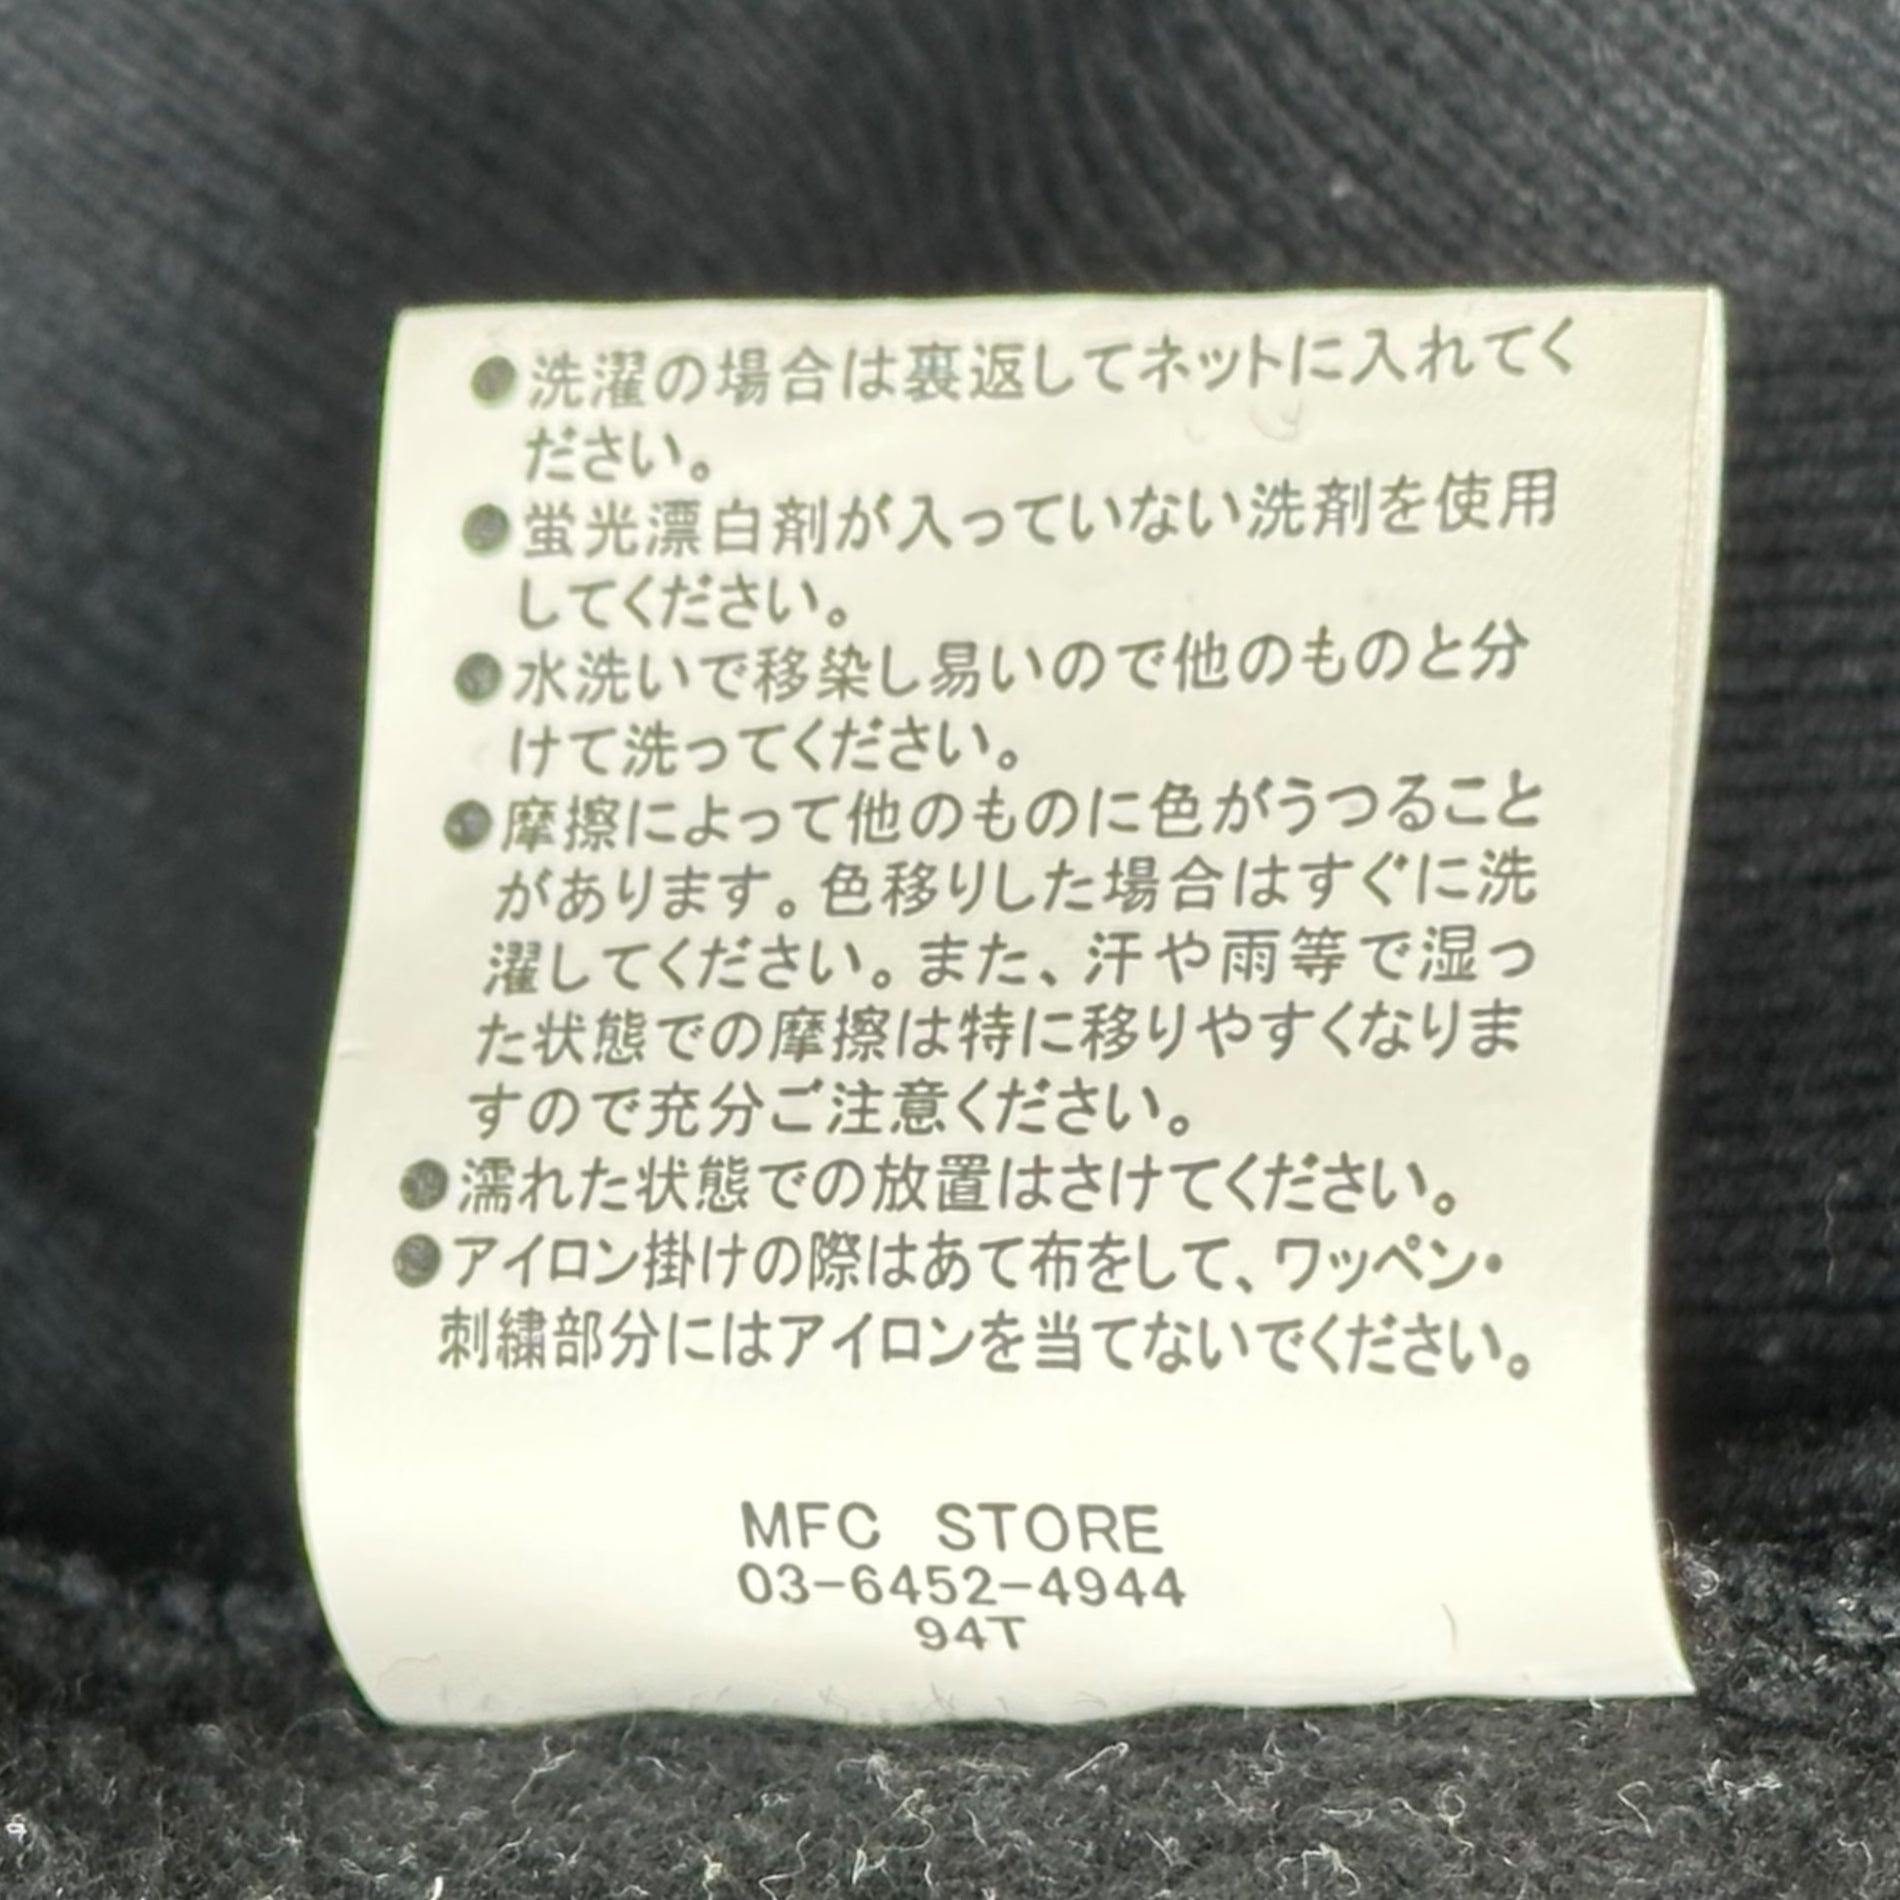 ●洗濯の場合は裏返してネットに入れてく
ださい。
●蛍光漂白剤が入っていない洗剤を使用
してください。
●水洗いで移染し易いので他のものと分
けて洗ってください。
●摩擦によって他のものに色がうつること
があります。色移りした場合はすぐに洗
濯してください。また、汗や雨等で湿っ
た状態での摩擦は特に移りやすくなりま
すので充分ご注意ください。
●濡れた状態での放置はさけてください。
●アイロン掛けの際はあて布をして、ワッペン・
刺繍部分にはアイロンを当てないでください。
MFC STORE
03-6452-4944
94T